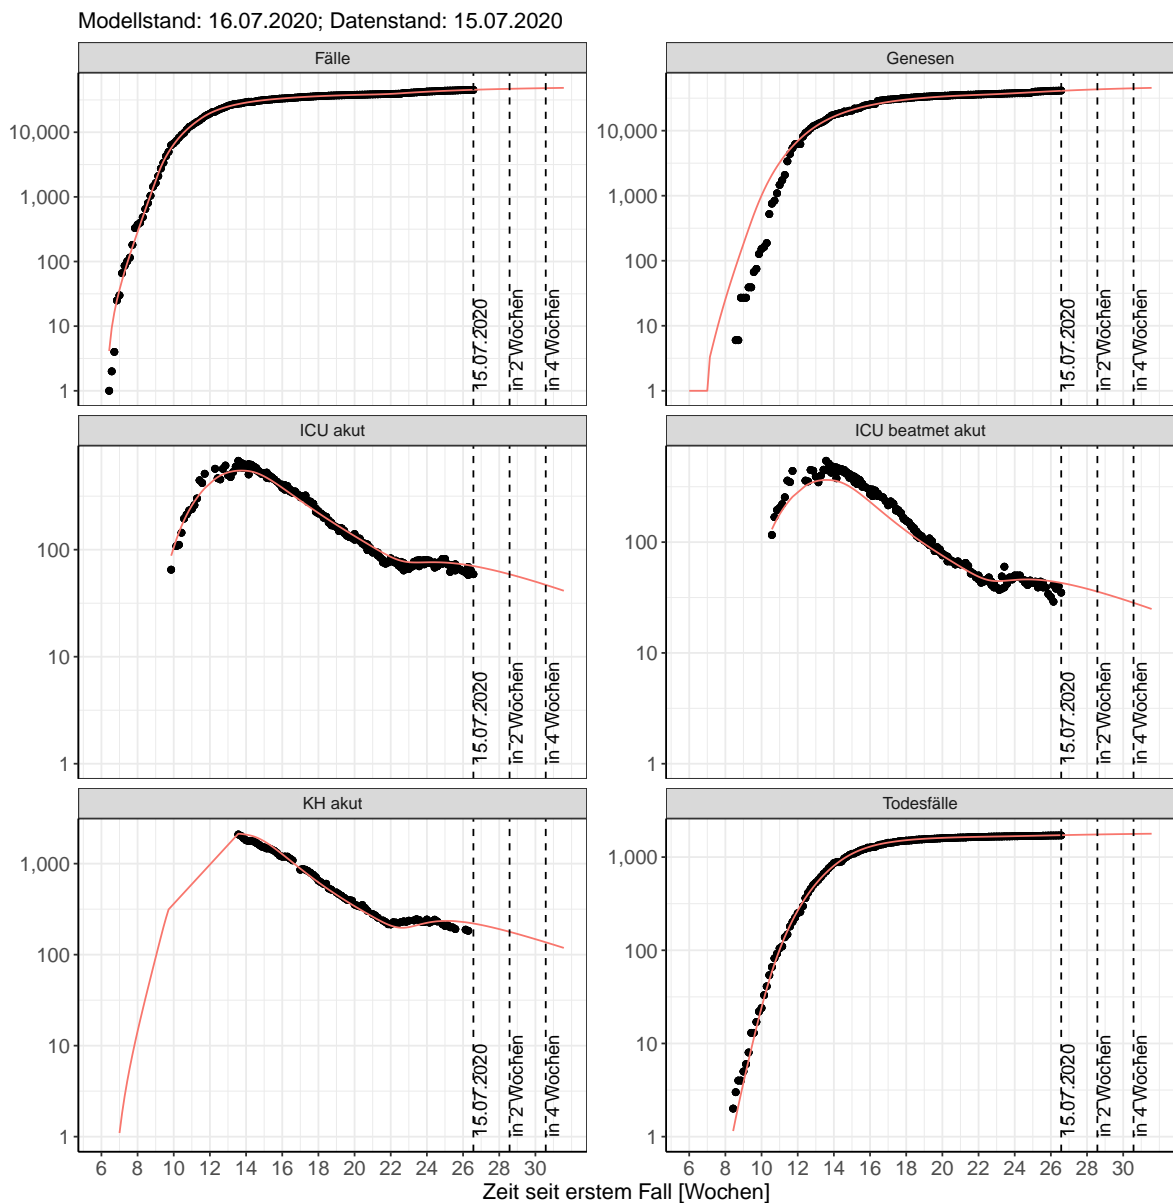 Modellstand: 16.07.2020; Datenstand: 15.07.2020
Fälle
10,000
1,000
100
10
1
15.07.2020
in 2 Wochen
in 4 Wochen
Genesen
10,000
1,000
100
10
1
15.07.2020
in 2 Wochen
in 4 Wochen
ICU akut
100
10
1
15.07.2020
in 2 Wochen
in 4 Wochen
ICU beatmet akut
100
10
1
15.07.2020
in 2 Wochen
in 4 Wochen
KH akut
1,000
100
10
1
15.07.2020
in 2 Wochen
in 4 Wochen
6 8 10 12 14 16 18 20 22 24 26 28 30
Todesfälle
1,000
100
10
1
15.07.2020
in 2 Wochen
in 4 Wochen
6 8 10 12 14 16 18 20 22 24 26 28 30
Zeit seit erstem Fall [Wochen]